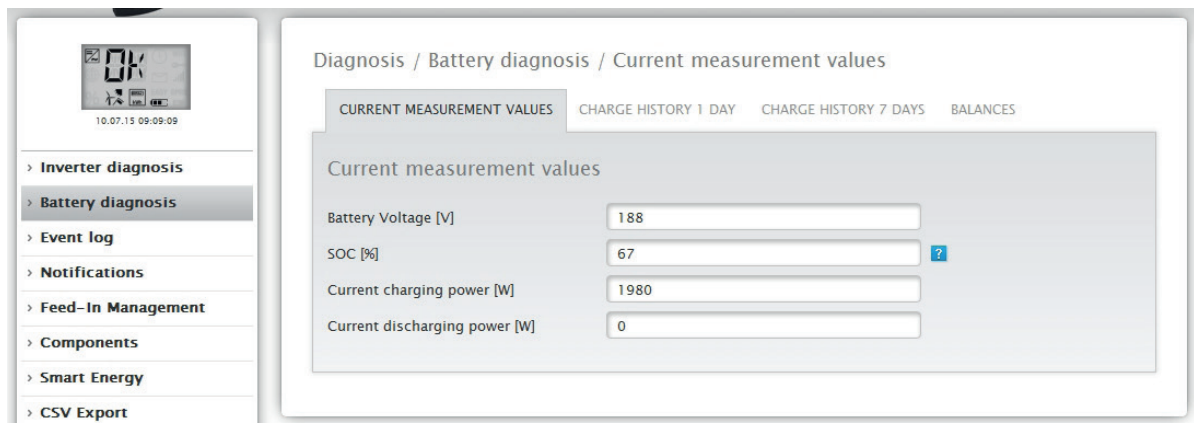 OK
10.07.15 09:09:09
› Inverter diagnosis
› Battery diagnosis
› Event log
› Notifications
› Feed-In Management
› Components
› Smart Energy
› CSV Export
Diagnosis / Battery diagnosis / Current measurement values
CURRENT MEASUREMENT VALUES CHARGE HISTORY 1 DAY CHARGE HISTORY 7 DAYS BALANCES
Current measurement values
Battery Voltage [V] 188
SOC [%] 67 ?
Current charging power [W] 1980
Current discharging power [W] 0